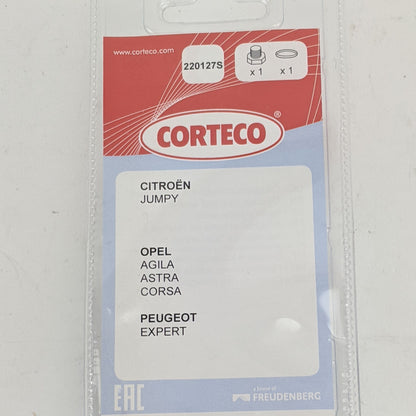 www.corteco.com
220127S
x 1 x 1
CORTECO
CITROËN
JUMPY
OPEL
AGILA
ASTRA
CORSA
PEUGEOT
EXPERT
EAC
a brand of
FREUDENBERG